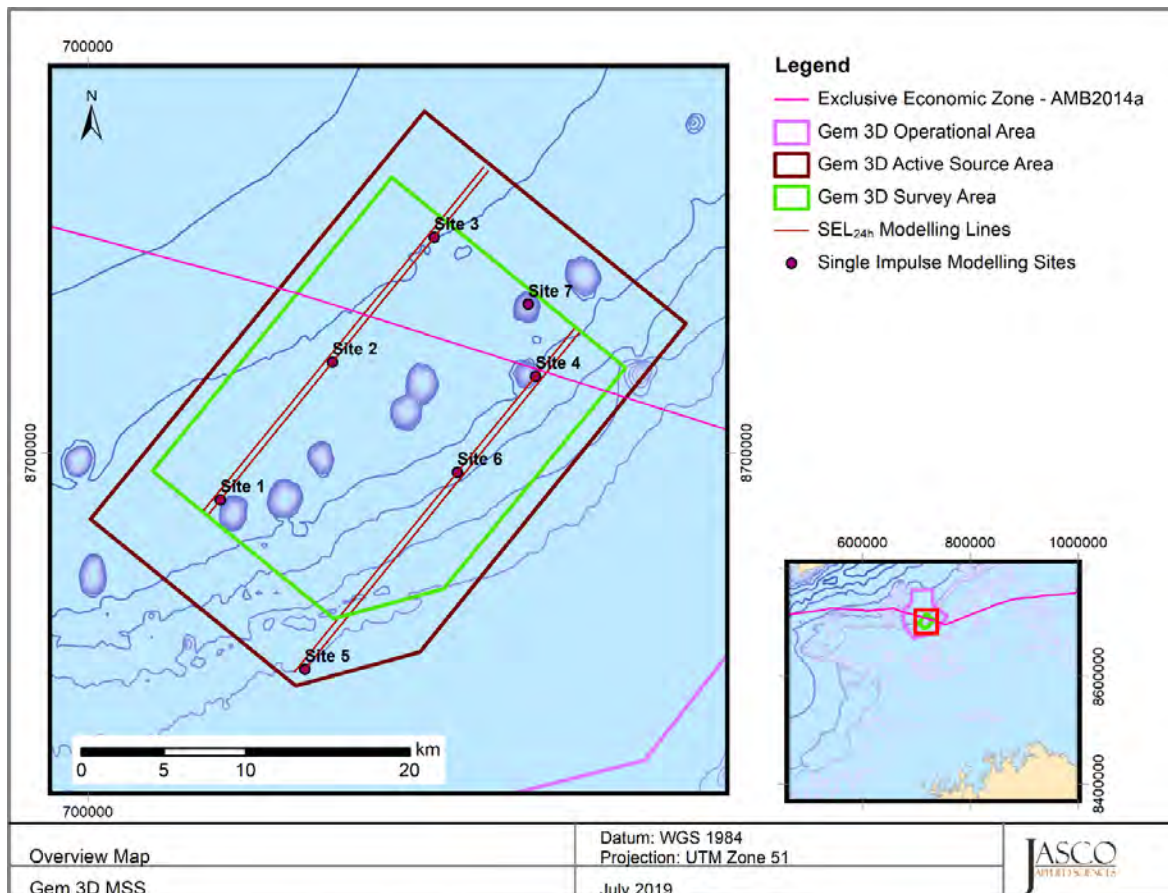 700000
N
Site 3
Site 7
Site 2
Site 4
8700000
8700000
Site 6
Site 1
Site 5
km
0 5 10 20
700000
Legend
Exclusive Economic Zone - AMB2014a
Gem 3D Operational Area
Gem 3D Active Source Area
Gem 3D Survey Area
SEL24h Modelling Lines
Single Impulse Modelling Sites
600000 800000 1000000
8600000
8400000
Overview Map
Gem 3D MSS
Datum: WGS 1984
Projection: UTM Zone 51
July 2019
JASCO
APPLIED SCIENCES